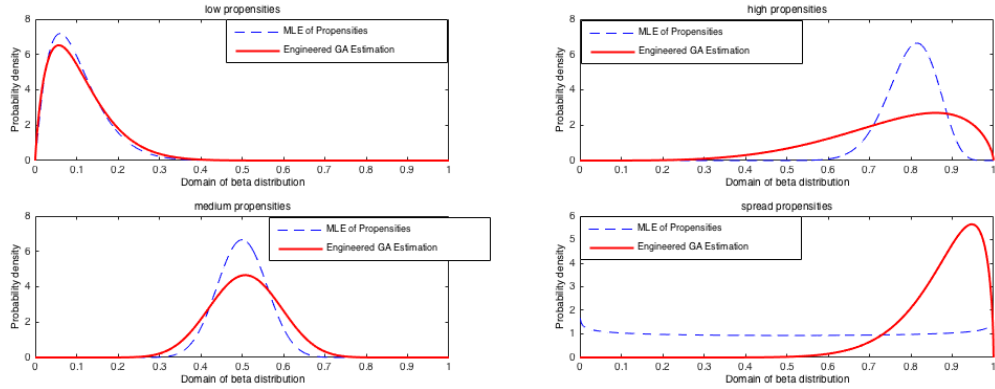 low propensities
8
6
4
2
0
Probability density
MLE of Propensities
Engineered GA Estimation
0 0.1 0.2 0.3 0.4 0.5 0.6 0.7 0.8 0.9 1
Domain of beta distribution
high propensities
8
6
4
2
0
Probability density
MLE of Propensities
Engineered GA Estimation
0 0.1 0.2 0.3 0.4 0.5 0.6 0.7 0.8 0.9 1
Domain of beta distribution
medium propensities
8
6
4
2
0
Probability density
MLE of Propensities
Engineered GA Estimation
0 0.1 0.2 0.3 0.4 0.5 0.6 0.7 0.8 0.9 1
Domain of beta distribution
spread propensities
6
5
4
3
2
1
0
Probability density
MLE of Propensities
Engineered GA Estimation
0 0.1 0.2 0.3 0.4 0.5 0.6 0.7 0.8 0.9 1
Domain of beta distribution